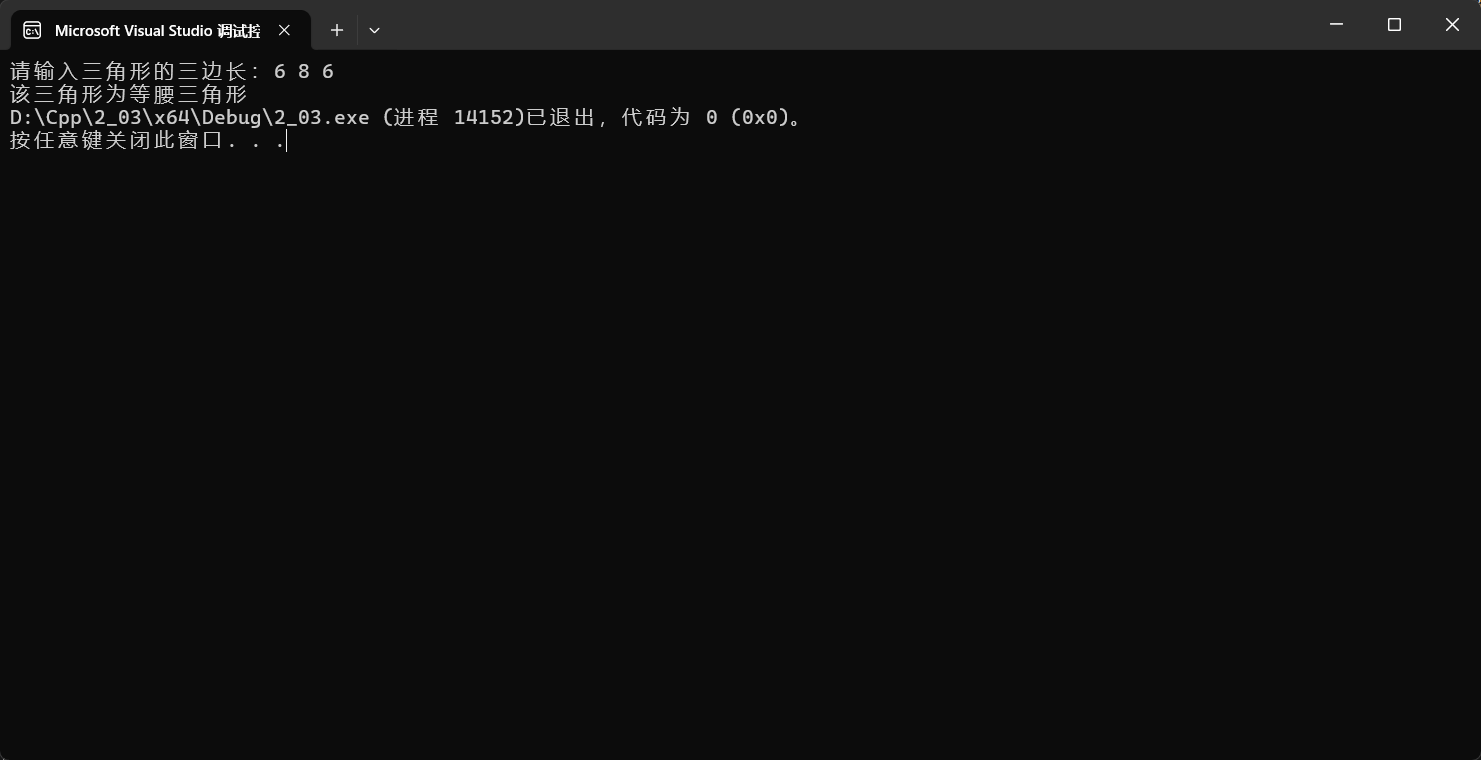 Microsoft Visual Studio 调试控
请输入三角形的三边长：6 8 6
该三角形为等腰三角形
D:\Cpp\2_03\x64\Debug\2_03.exe (进程 14152)已退出，代码为 0 (0x0)。
按任意键关闭此窗口. . .